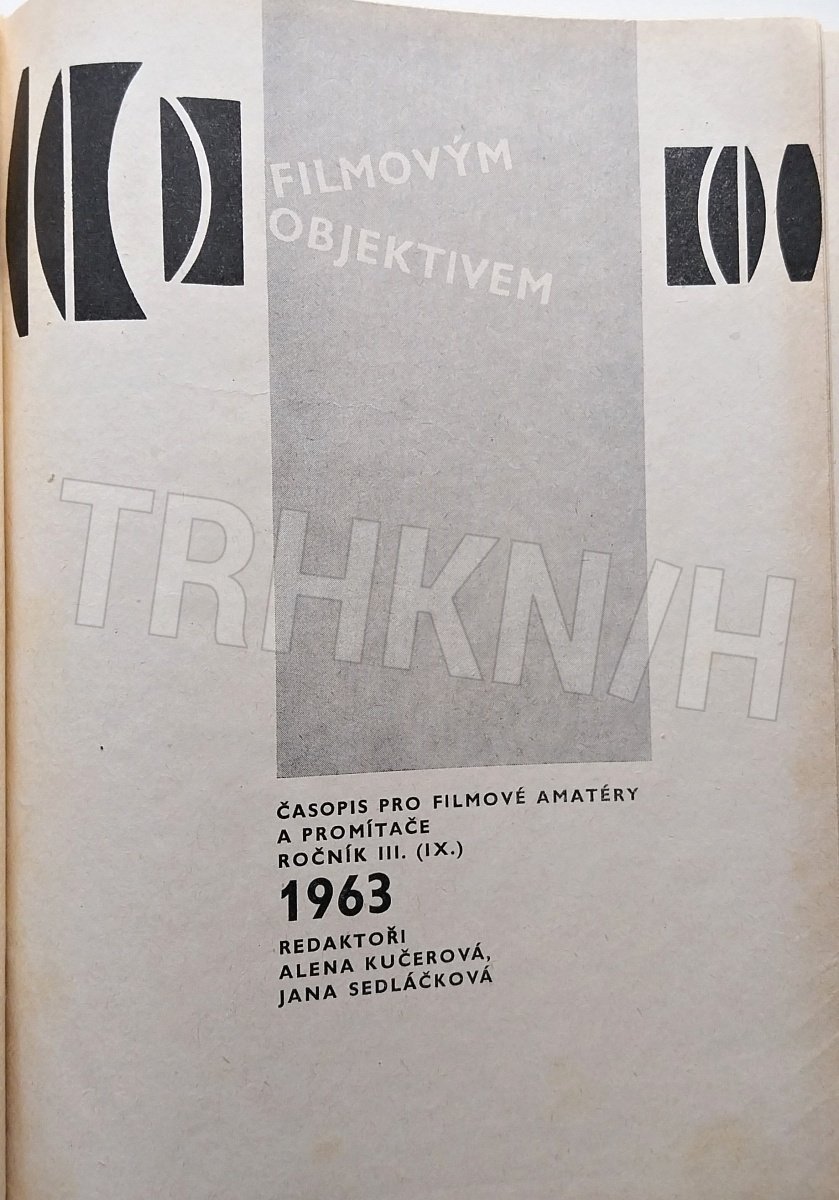 FILMOVÝM
OBJEKTIVEM
TRHKNIH
ČASOPIS PRO FILMOVÉ AMATÉRY
A PROMÍTAČE
ROČNÍK III. (IX.)
1963
REDAKTOŘI
ALENA KUČEROVÁ,
JANA SEDLÁČKOVÁ